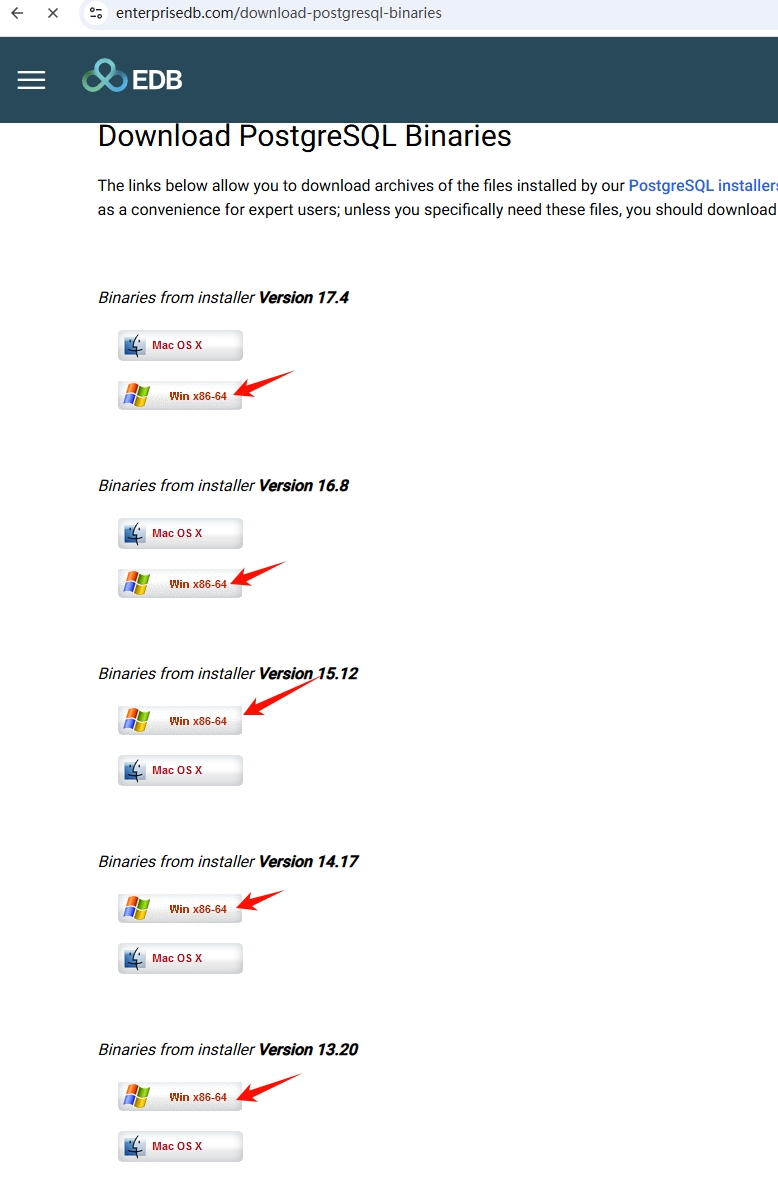 enterprisedb.com/download-postgresql-binaries
EDB
Download PostgreSQL Binaries
The links below allow you to download archives of the files installed by our PostgreSQL installers
as a convenience for expert users; unless you specifically need these files, you should download
Binaries from installer Version 17.4
Mac OS X
Win x86-64
Binaries from installer Version 16.8
Mac OS X
Win x86-64
Binaries from installer Version 15.12
Win x86-64
Mac OS X
Binaries from installer Version 14.17
Win x86-64
Mac OS X
Binaries from installer Version 13.20
Win x86-64
Mac OS X